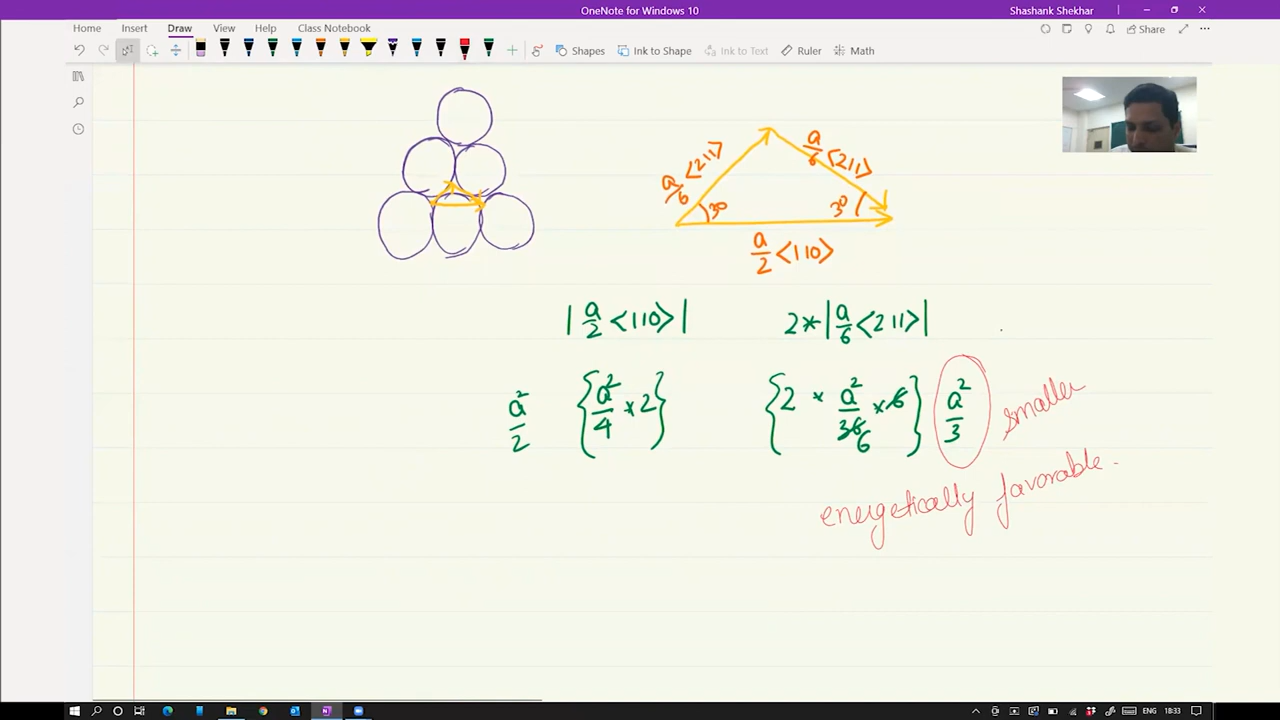 OneNote for Windows 10
Shashank Shekhar
Home Insert Draw View Help Class Notebook
Share
Shapes Ink to Shape Ink to Text Ruler Math
a/6 <211>
a/6 <211>
30
30
a/2 <110>
|a/2 <110>| 2*|a/6 <211>|
a²/2 {a²/4 * 2} {2 * a²/36 * 6} a²/3 smaller
6
energetically favorable.
ENG 18:33